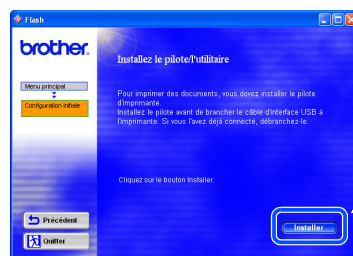 Flash
brother.
Installez le pilote/l'utilitaire
Menu principal
Configuration initiale
Pour imprimer des documents, vous devez installer le pilote
d'imprimante.
Installez le pilote avant de brancher le câble d'interface USB à
l'imprimante. Si vous l'avez déjà connecté, débranchez-le.
Cliquez sur le bouton Installer.
Précédent
Quitter
Installer